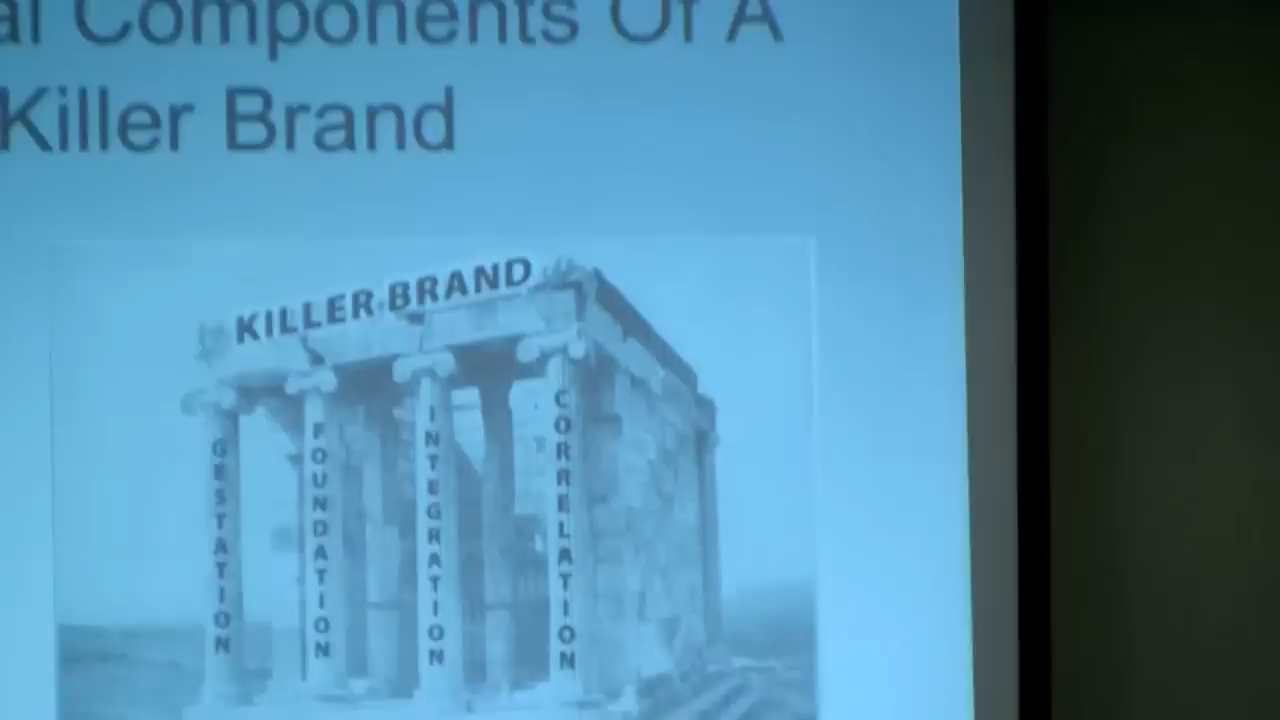 al Components Of A
Killer Brand
KILLER BRAND
GESTATION
FOUNDATION
INTEGRATION
CORRELATION